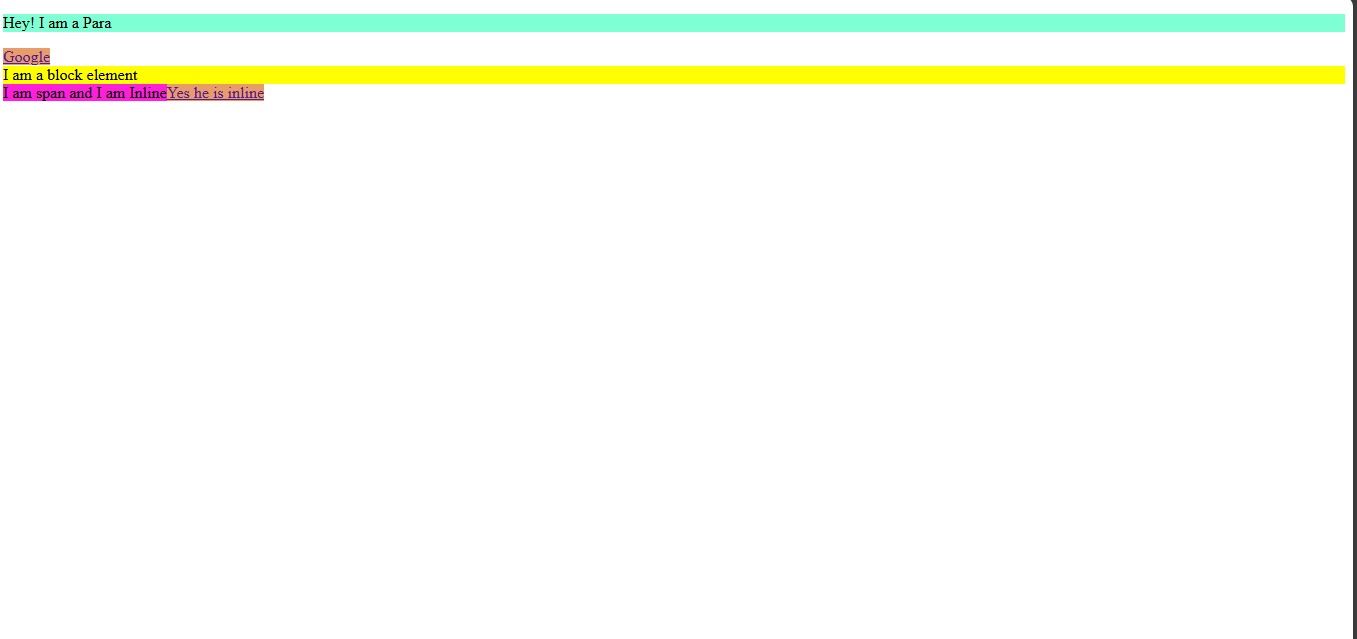 Hey! I am a Para
Google
I am a block element
I am span and I am InlineYes he is inline